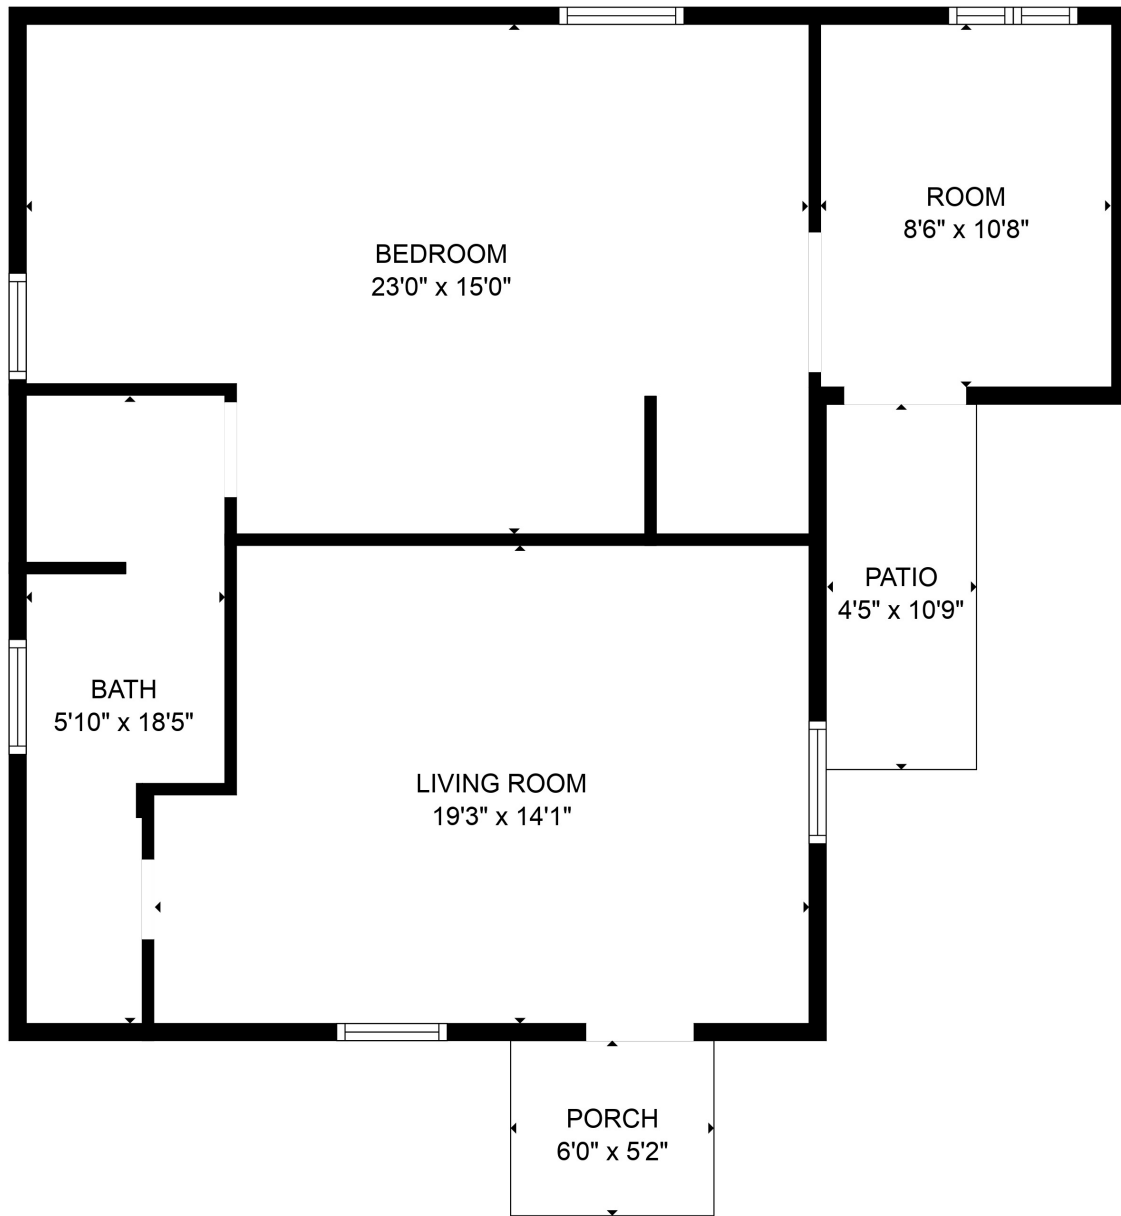 ROOM
8'6" x 10'8"
BEDROOM
23'0" x 15'0"
PATIO
4'5" x 10'9"
BATH
5'10" x 18'5"
LIVING ROOM
19'3" x 14'1"
PORCH
6'0" x 5'2"